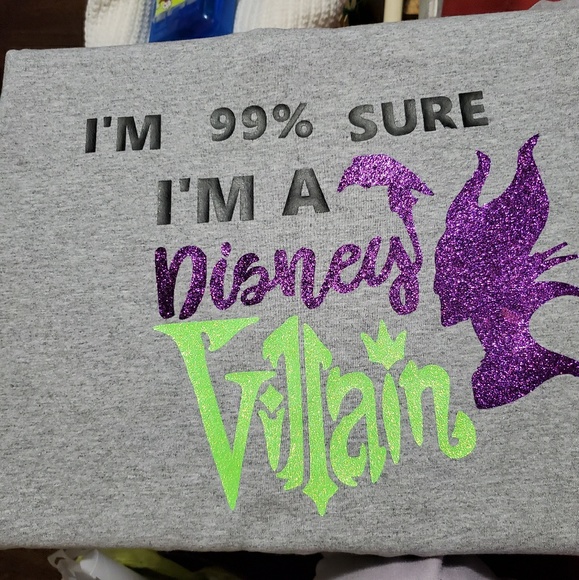 I'M 99% SURE
I'M A
Disney
Villain